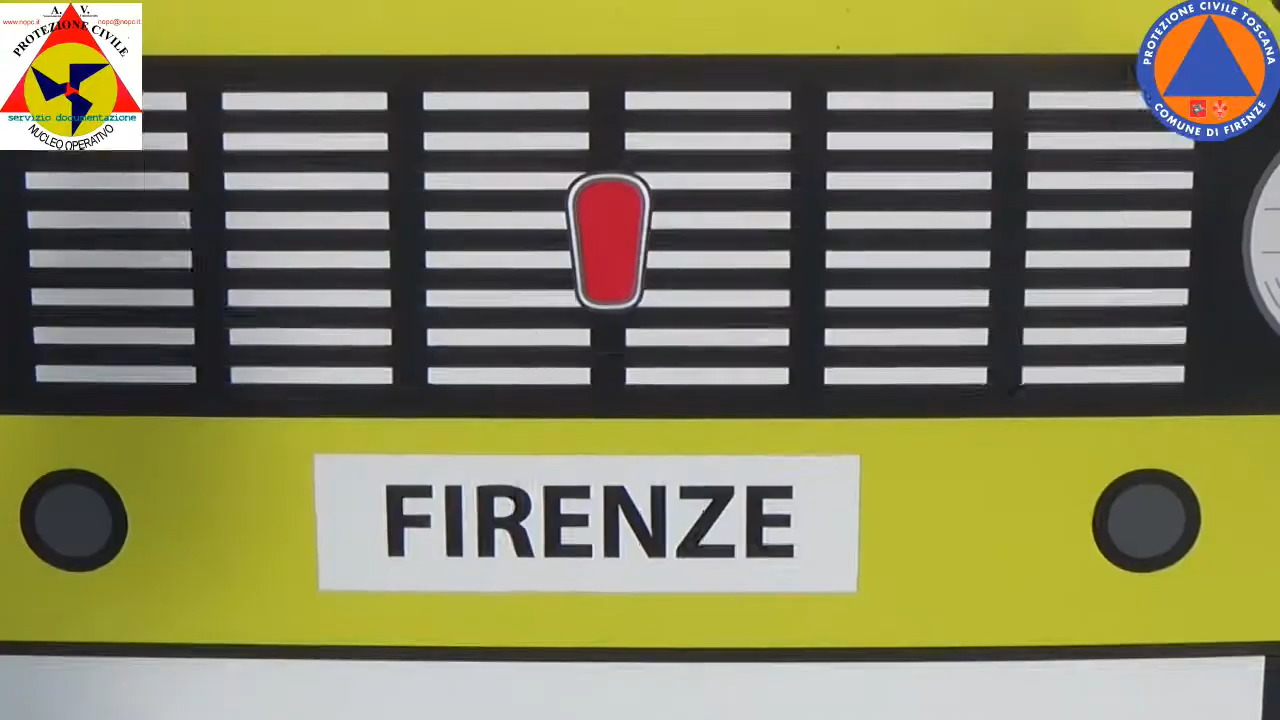 A. V.
www.nopc.it
nopc@nopc.it
PROTEZIONE CIVILE
servizio documentazione
NUCLEO OPERATIVO
PROTEZIONE CIVILE TOSCANA
COMUNE DI FIRENZE
FIRENZE